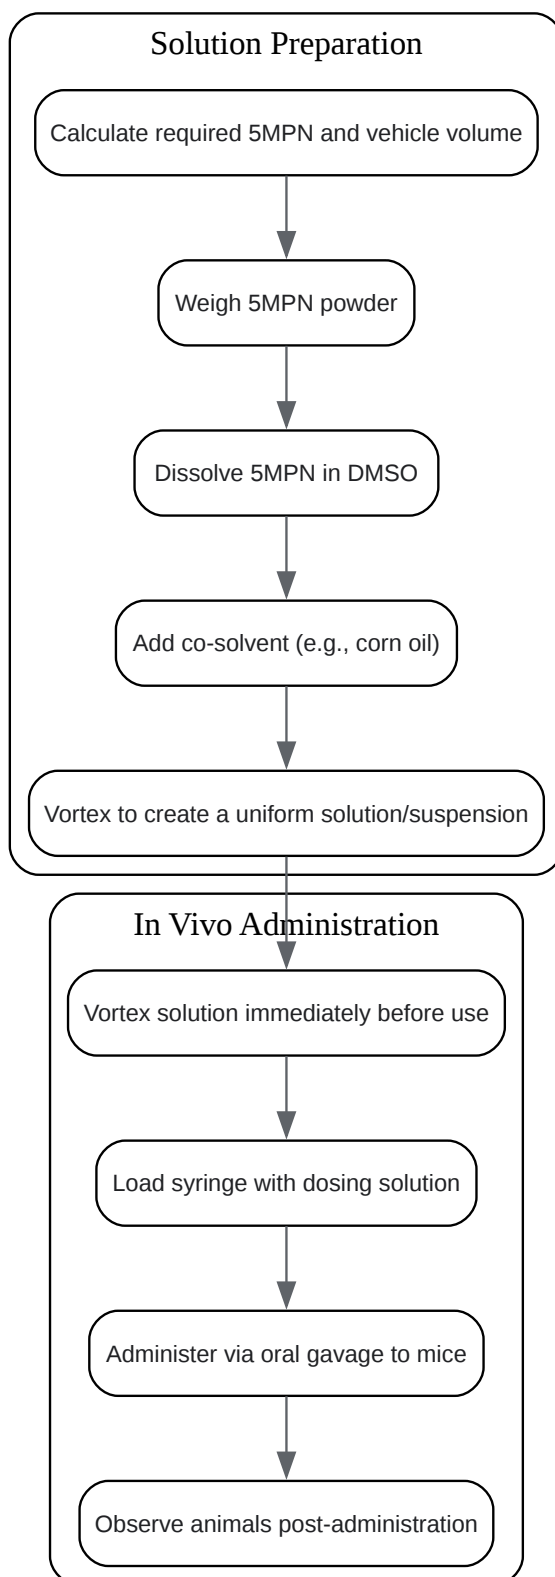 Solution Preparation
Calculate required 5MPN and vehicle volume
Weigh 5MPN powder
Dissolve 5MPN in DMSO
Add co-solvent (e.g., corn oil)
Vortex to create a uniform solution/suspension
In Vivo Administration
Vortex solution immediately before use
Load syringe with dosing solution
Administer via oral gavage to mice
Observe animals post-administration